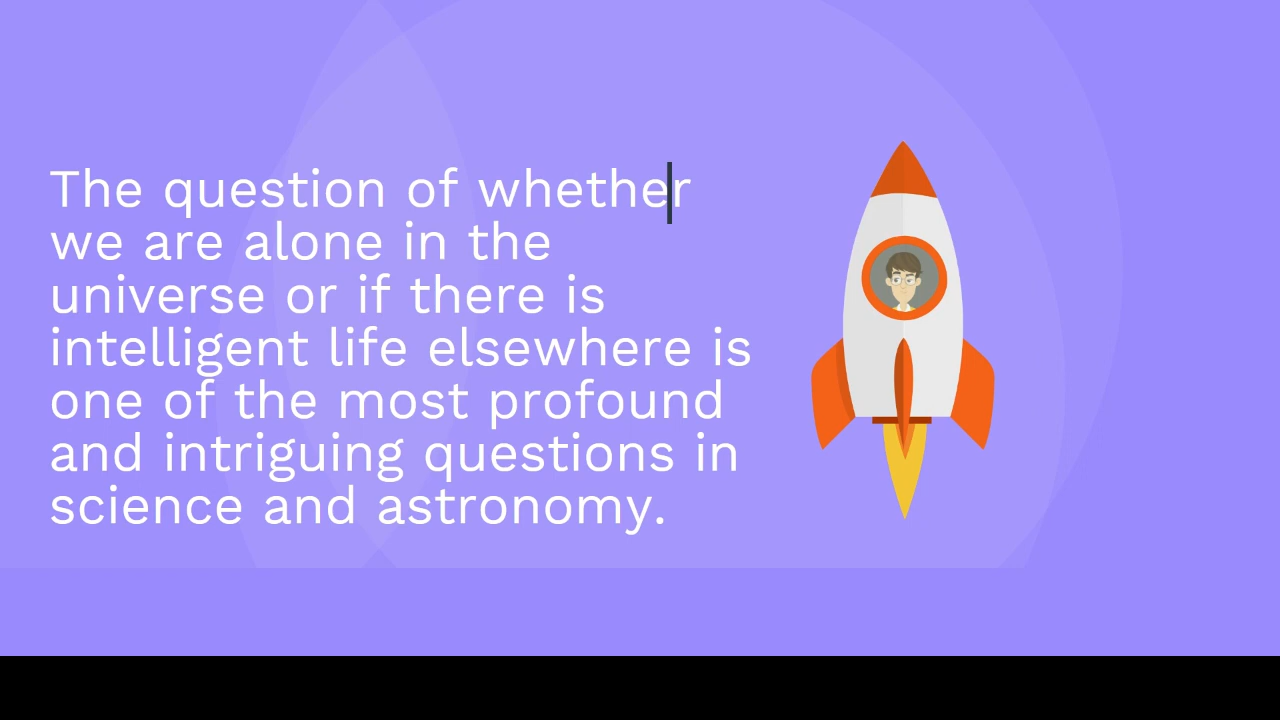 The question of whether
we are alone in the
universe or if there is
intelligent life elsewhere is
one of the most profound
and intriguing questions in
science and astronomy.